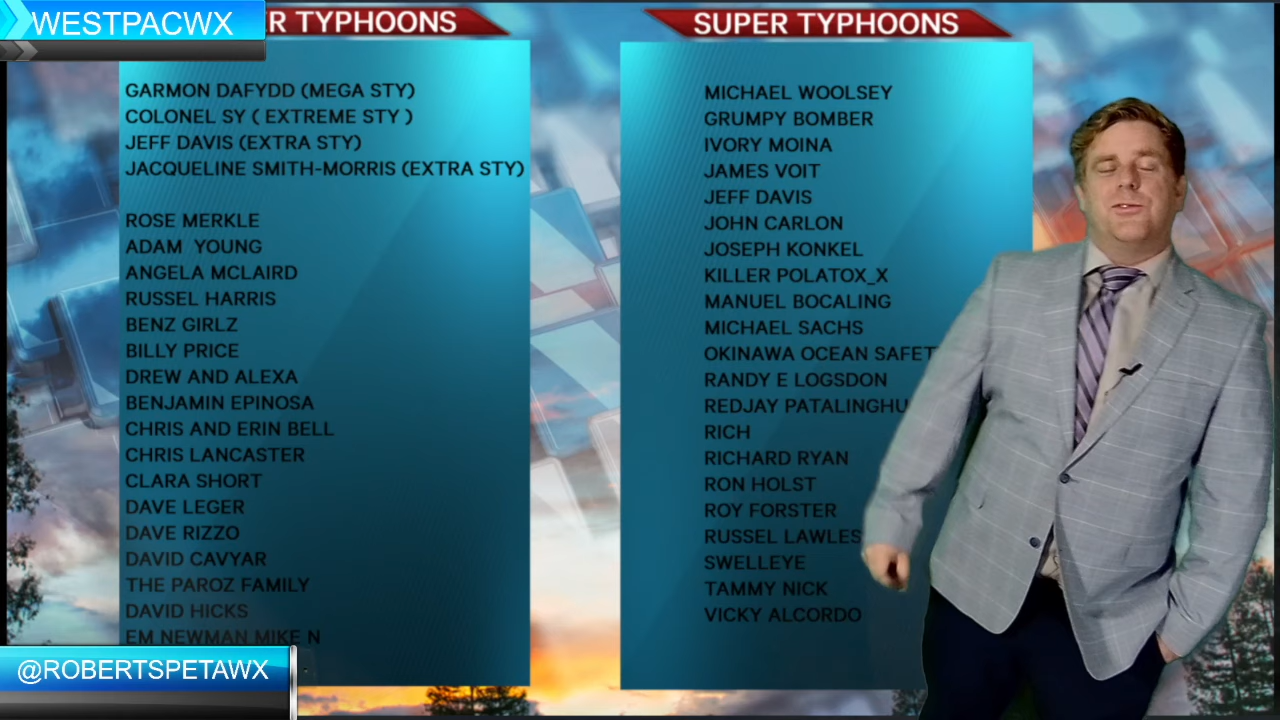 WESTPACWX
R TYPHOONS
GARMON DAFYDD (MEGA STY)
COLONEL SY ( EXTREME STY )
JEFF DAVIS (EXTRA STY)
JACQUELINE SMITH-MORRIS (EXTRA STY)
ROSE MERKLE
ADAM YOUNG
ANGELA MCLAIRD
RUSSEL HARRIS
BENZ GIRLZ
BILLY PRICE
DREW AND ALEXA
BENJAMIN EPINOSA
CHRIS AND ERIN BELL
CHRIS LANCASTER
CLARA SHORT
DAVE LEGER
DAVE RIZZO
DAVID CAVYAR
THE PAROZ FAMILY
DAVID HICKS
EM NEWMAN MIKE N
@ROBERTSPETAWX
SUPER TYPHOONS
MICHAEL WOOLSEY
GRUMPY BOMBER
IVORY MOINA
JAMES VOIT
JEFF DAVIS
JOHN CARLON
JOSEPH KONKEL
KILLER POLATOX_X
MANUEL BOCALING
MICHAEL SACHS
OKINAWA OCEAN SAFET
RANDY E LOGSDON
REDJAY PATALINGHU
RICH
RICHARD RYAN
RON HOLST
ROY FORSTER
RUSSEL LAWLES
SWELLEYE
TAMMY NICK
VICKY ALCORDO